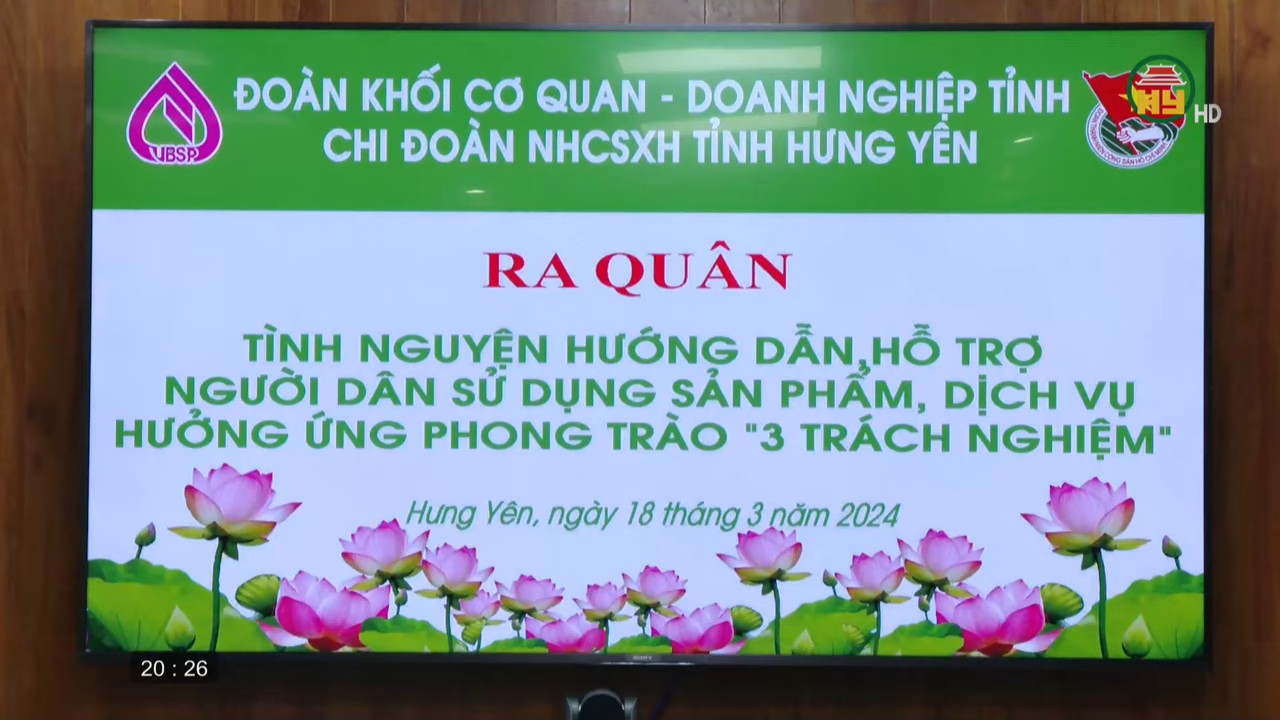 ĐOÀN KHỐI CƠ QUAN - DOANH NGHIỆP TỈNH
CHI ĐOÀN NHCSXH TỈNH HƯNG YÊN
VBSP
HY HD
RA QUÂN
TÌNH NGUYỆN HƯỚNG DẪN,HỖ TRỢ
NGƯỜI DÂN SỬ DỤNG SẢN PHẨM, DỊCH VỤ
HƯỞNG ỨNG PHONG TRÀO "3 TRÁCH NGHIỆM"
Hưng Yên, ngày 18 tháng 3 năm 2024
SONY
20 : 26